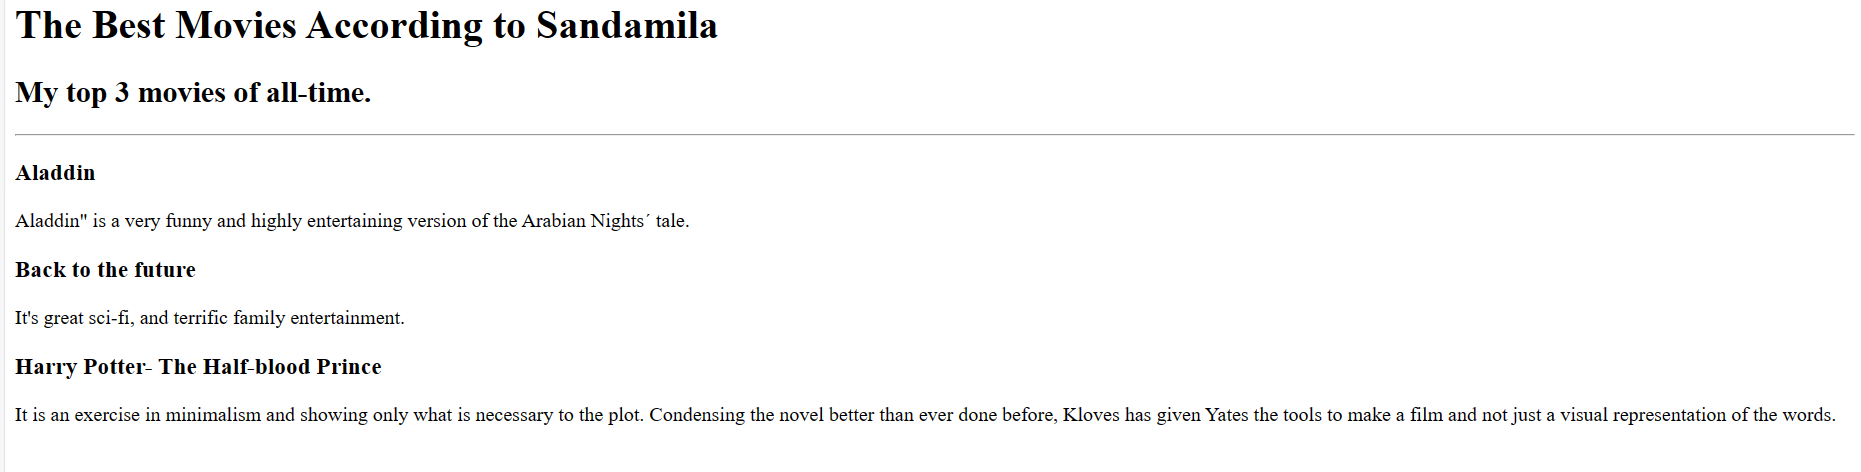 The Best Movies According to Sandamila
My top 3 movies of all-time.
Aladdin
Aladdin" is a very funny and highly entertaining version of the Arabian Nights´ tale.
Back to the future
It's great sci-fi, and terrific family entertainment.
Harry Potter- The Half-blood Prince
It is an exercise in minimalism and showing only what is necessary to the plot. Condensing the novel better than ever done before, Kloves has given Yates the tools to make a film and not just a visual representation of the words.